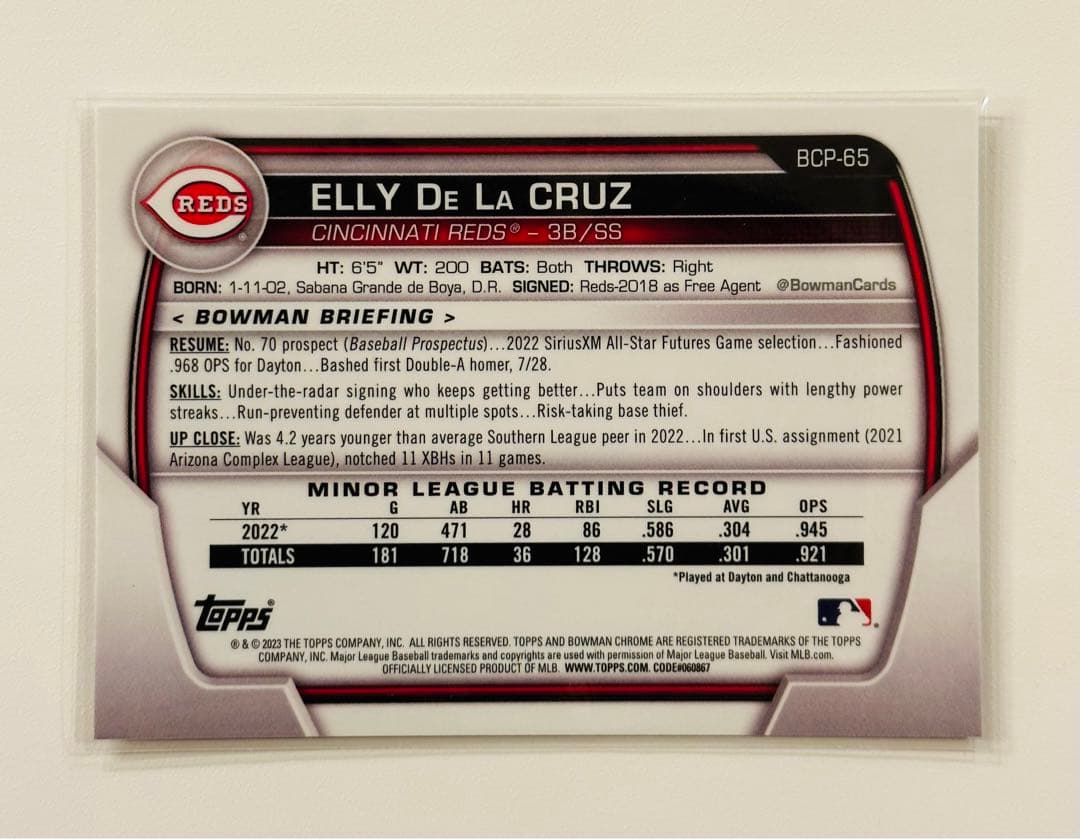 BCP-65
REDS
ELLY DE LA CRUZ
CINCINNATI REDS® – 3B/SS
HT: 6'5" WT: 200 BATS: Both THROWS: Right
BORN: 1-11-02, Sabana Grande de Boya, D.R. SIGNED: Reds-2018 as Free Agent @BowmanCards
< BOWMAN BRIEFING >
RESUME: No. 70 prospect (Baseball Prospectus)...2022 SiriusXM All-Star Futures Game selection...Fashioned
.968 OPS for Dayton...Bashed first Double-A homer, 7/28.
SKILLS: Under-the-radar signing who keeps getting better...Puts team on shoulders with lengthy power
streaks...Run-preventing defender at multiple spots...Risk-taking base thief.
UP CLOSE: Was 4.2 years younger than average Southern League peer in 2022...In first U.S. assignment (2021
Arizona Complex League), notched 11 XBHs in 11 games.
MINOR LEAGUE BATTING RECORD
YR G AB HR RBI SLG AVG OPS
2022* 120 471 28 86 .586 .304 .945
TOTALS 181 718 36 128 .570 .301 .921
*Played at Dayton and Chattanooga
Topps®
® & © 2023 THE TOPPS COMPANY, INC. ALL RIGHTS RESERVED. TOPPS AND BOWMAN CHROME ARE REGISTERED TRADEMARKS OF THE TOPPS
COMPANY, INC. Major League Baseball trademarks and copyrights are used with permission of Major League Baseball. Visit MLB.com.
OFFICIALLY LICENSED PRODUCT OF MLB. WWW.TOPPS.COM. CODE#060867